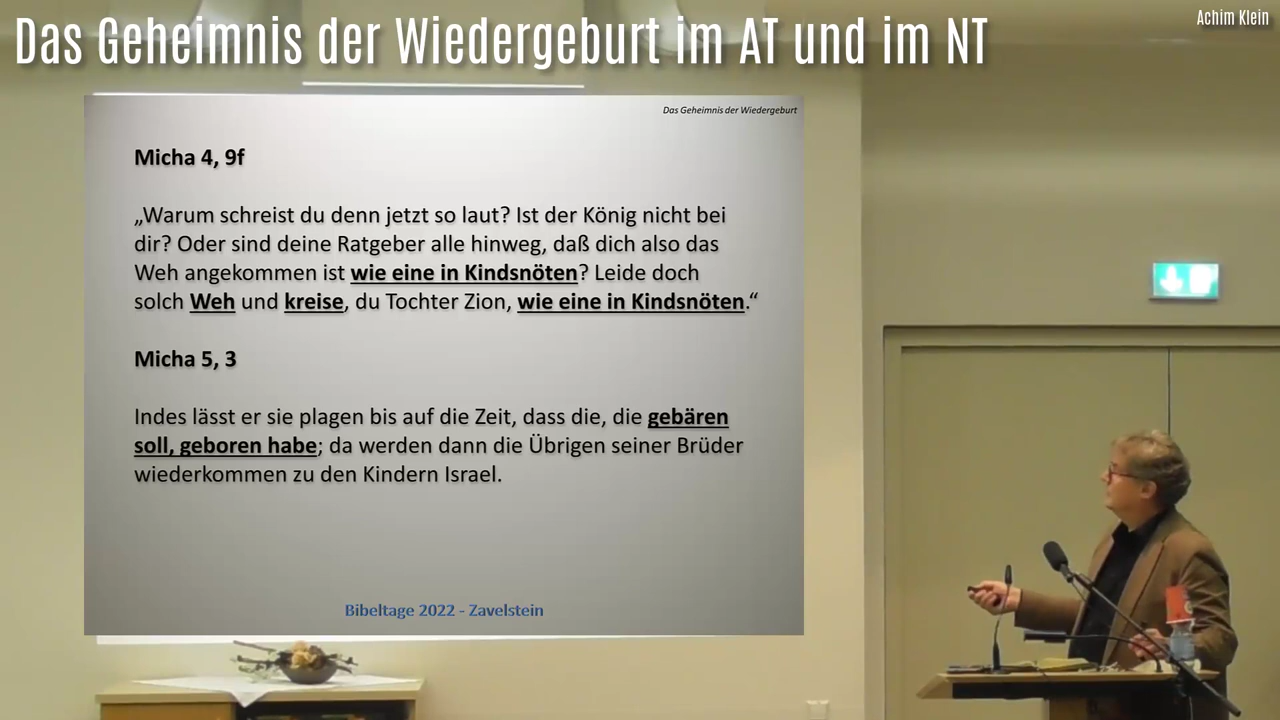 Das Geheimnis der Wiedergeburt im AT und im NT
Achim Klein
Das Geheimnis der Wiedergeburt
Micha 4, 9f
„Warum schreist du denn jetzt so laut? Ist der König nicht bei
dir? Oder sind deine Ratgeber alle hinweg, daß dich also das
Weh angekommen ist wie eine in Kindsnöten? Leide doch
solch Weh und kreise, du Tochter Zion, wie eine in Kindsnöten.“
Micha 5, 3
Indes lässt er sie plagen bis auf die Zeit, dass die, die gebären
soll, geboren habe; da werden dann die Übrigen seiner Brüder
wiederkommen zu den Kindern Israel.
Bibeltage 2022 - Zavelstein